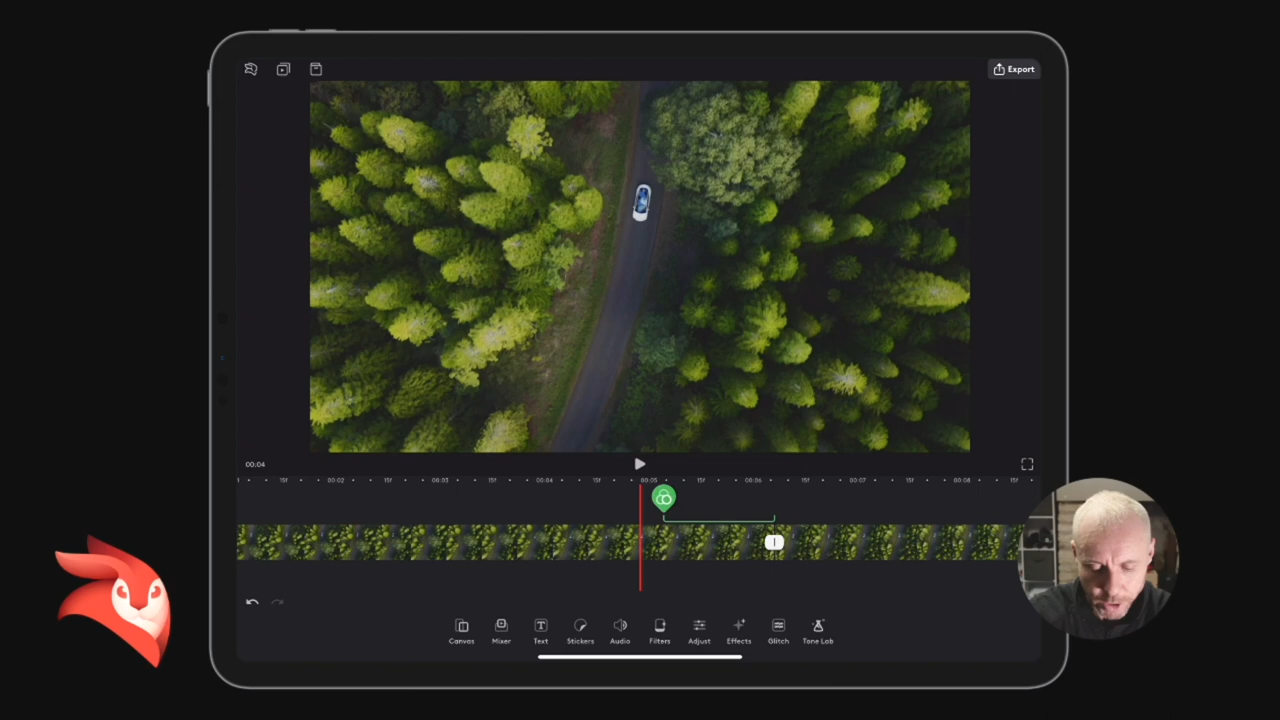 Export
00:04
15f 00:02 15f 00:03 15f 00:04 15f 00:05 15f 00:06 15f 00:07 15f 00:08 15f
Canvas Mixer Text Stickers Audio Filters Adjust Effects Glitch Tone Lab